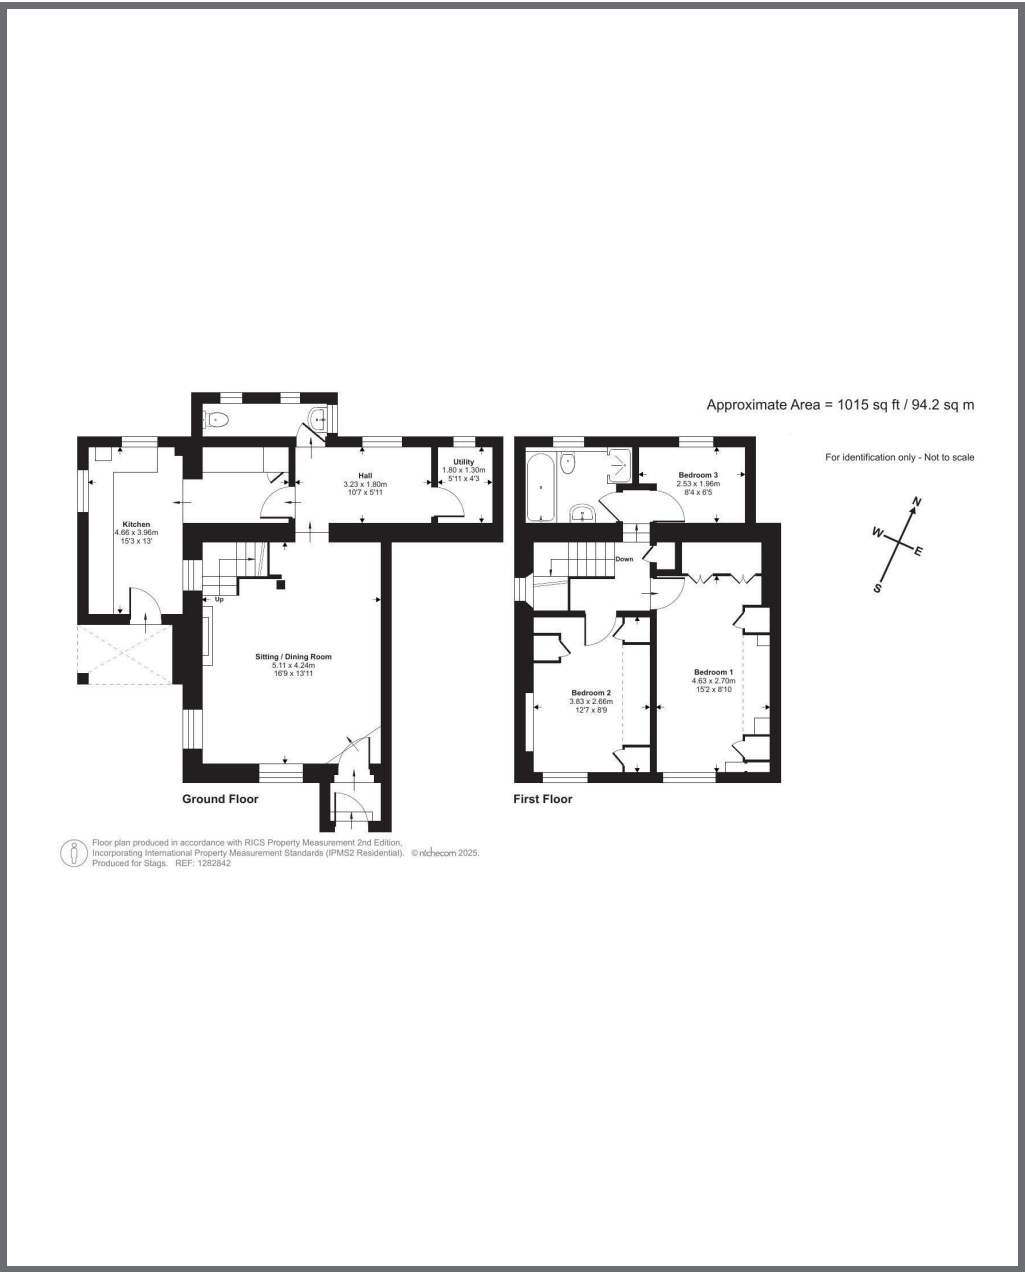 Approximate Area = 1015 sq ft / 94.2 sq m
For identification only - Not to scale
N
W
E
S
Utility
1.80 x 1.30m
5'11 x 4'3
Hall
3.23 x 1.80m
10'7 x 5'11
Kitchen
4.66 x 3.96m
15'3 x 13'
Up
Sitting / Dining Room
5.11 x 4.24m
16'9 x 13'11
Ground Floor
Bedroom 3
2.53 x 1.96m
8'4 x 6'5
Down
Bedroom 1
4.63 x 2.70m
15'2 x 8'10
Bedroom 2
3.83 x 2.66m
12'7 x 8'9
First Floor
Floor plan produced in accordance with RICS Property Measurement 2nd Edition,
Incorporating International Property Measurement Standards (IPMS2 Residential). © nichecom 2025.
Produced for Stags. REF: 1282842